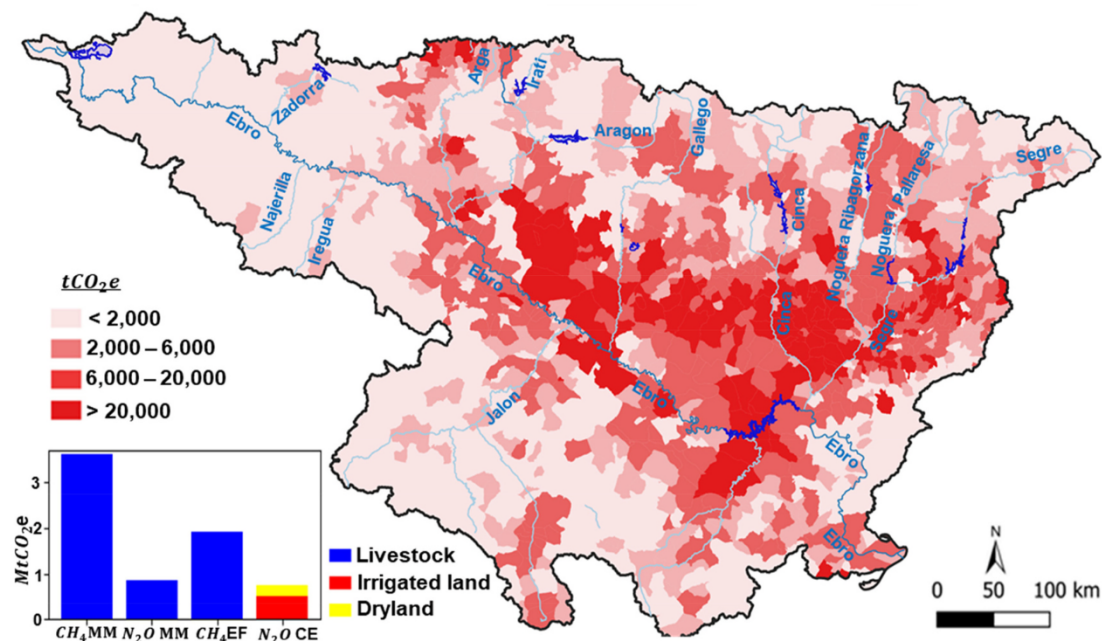 Arga
Irati
Zadorra
Ebro
Aragon
Gallego
Segre
Najerilla
Iregua
Cinca
Noguera Ribagorzana
Noguera Pallaresa
Ebro
Cinca
Segre
tCO₂e
< 2,000
2,000 – 6,000
6,000 – 20,000
> 20,000
Jalon
Ebro
Ebro
Ebro
MtCO₂e
3
2
1
0
CH₄MM N₂O MM CH₄EF N₂O CE
Livestock
Irrigated land
Dryland
N
0 50 100 km